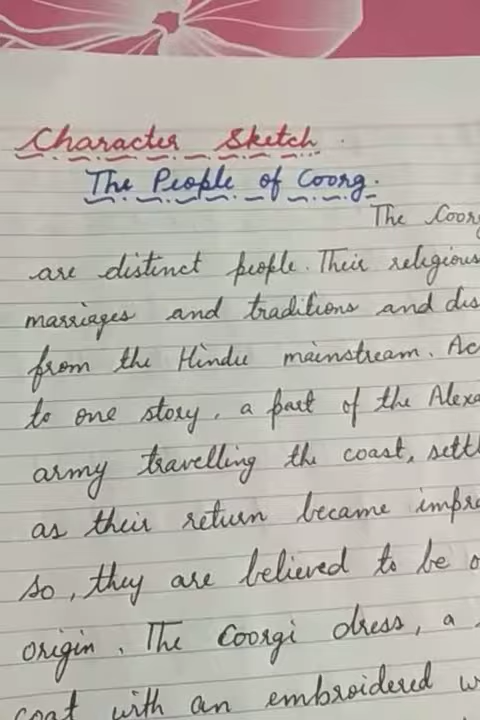 Character Sketch
The People of Coorg.
The Coorg
are distinct people. Their religious
marriages and traditions and dis
from the Hindu mainstream. Ac
to one story, a part of the Alexa
army travelling the coast, settl
as their return became impra
so, they are believed to be o
origin. The Coorgi dress, a
coat with an embroidered w